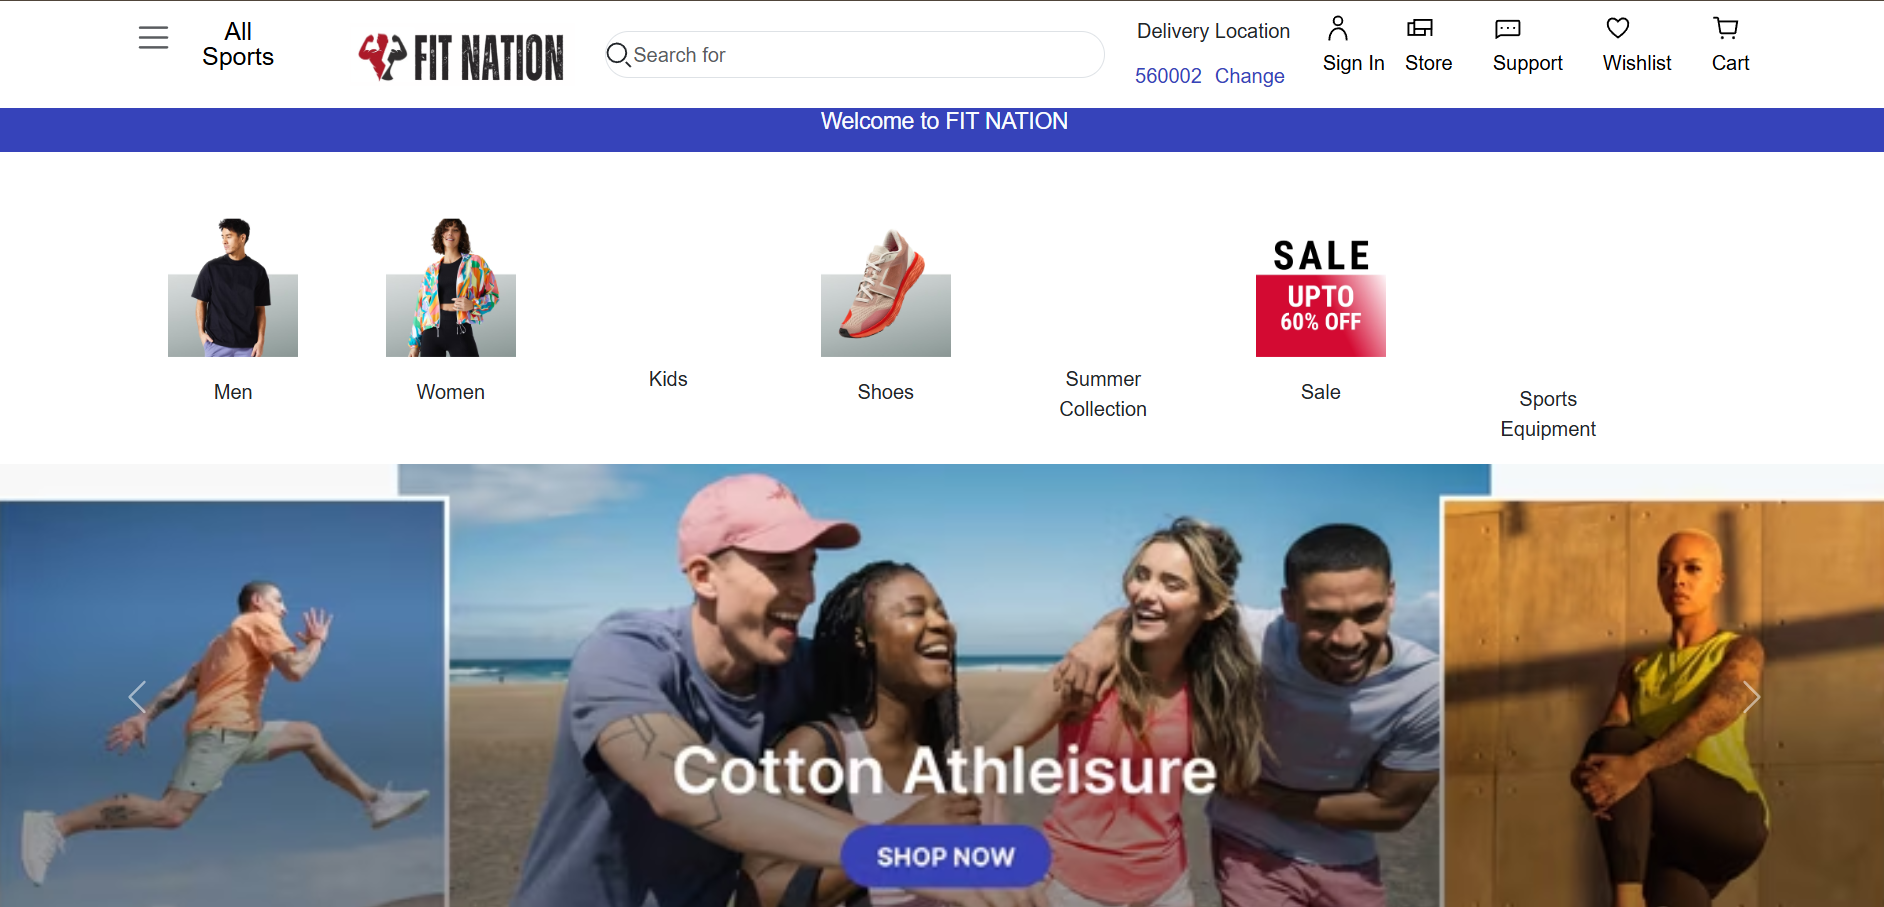 All
Sports
FIT NATION
Search for
Delivery Location
560002 Change
Sign In
Store
Support
Wishlist
Cart
Welcome to FIT NATION
SALE
UPTO
60% OFF
Men
Women
Kids
Shoes
Summer
Collection
Sale
Sports
Equipment
Cotton Athleisure
SHOP NOW